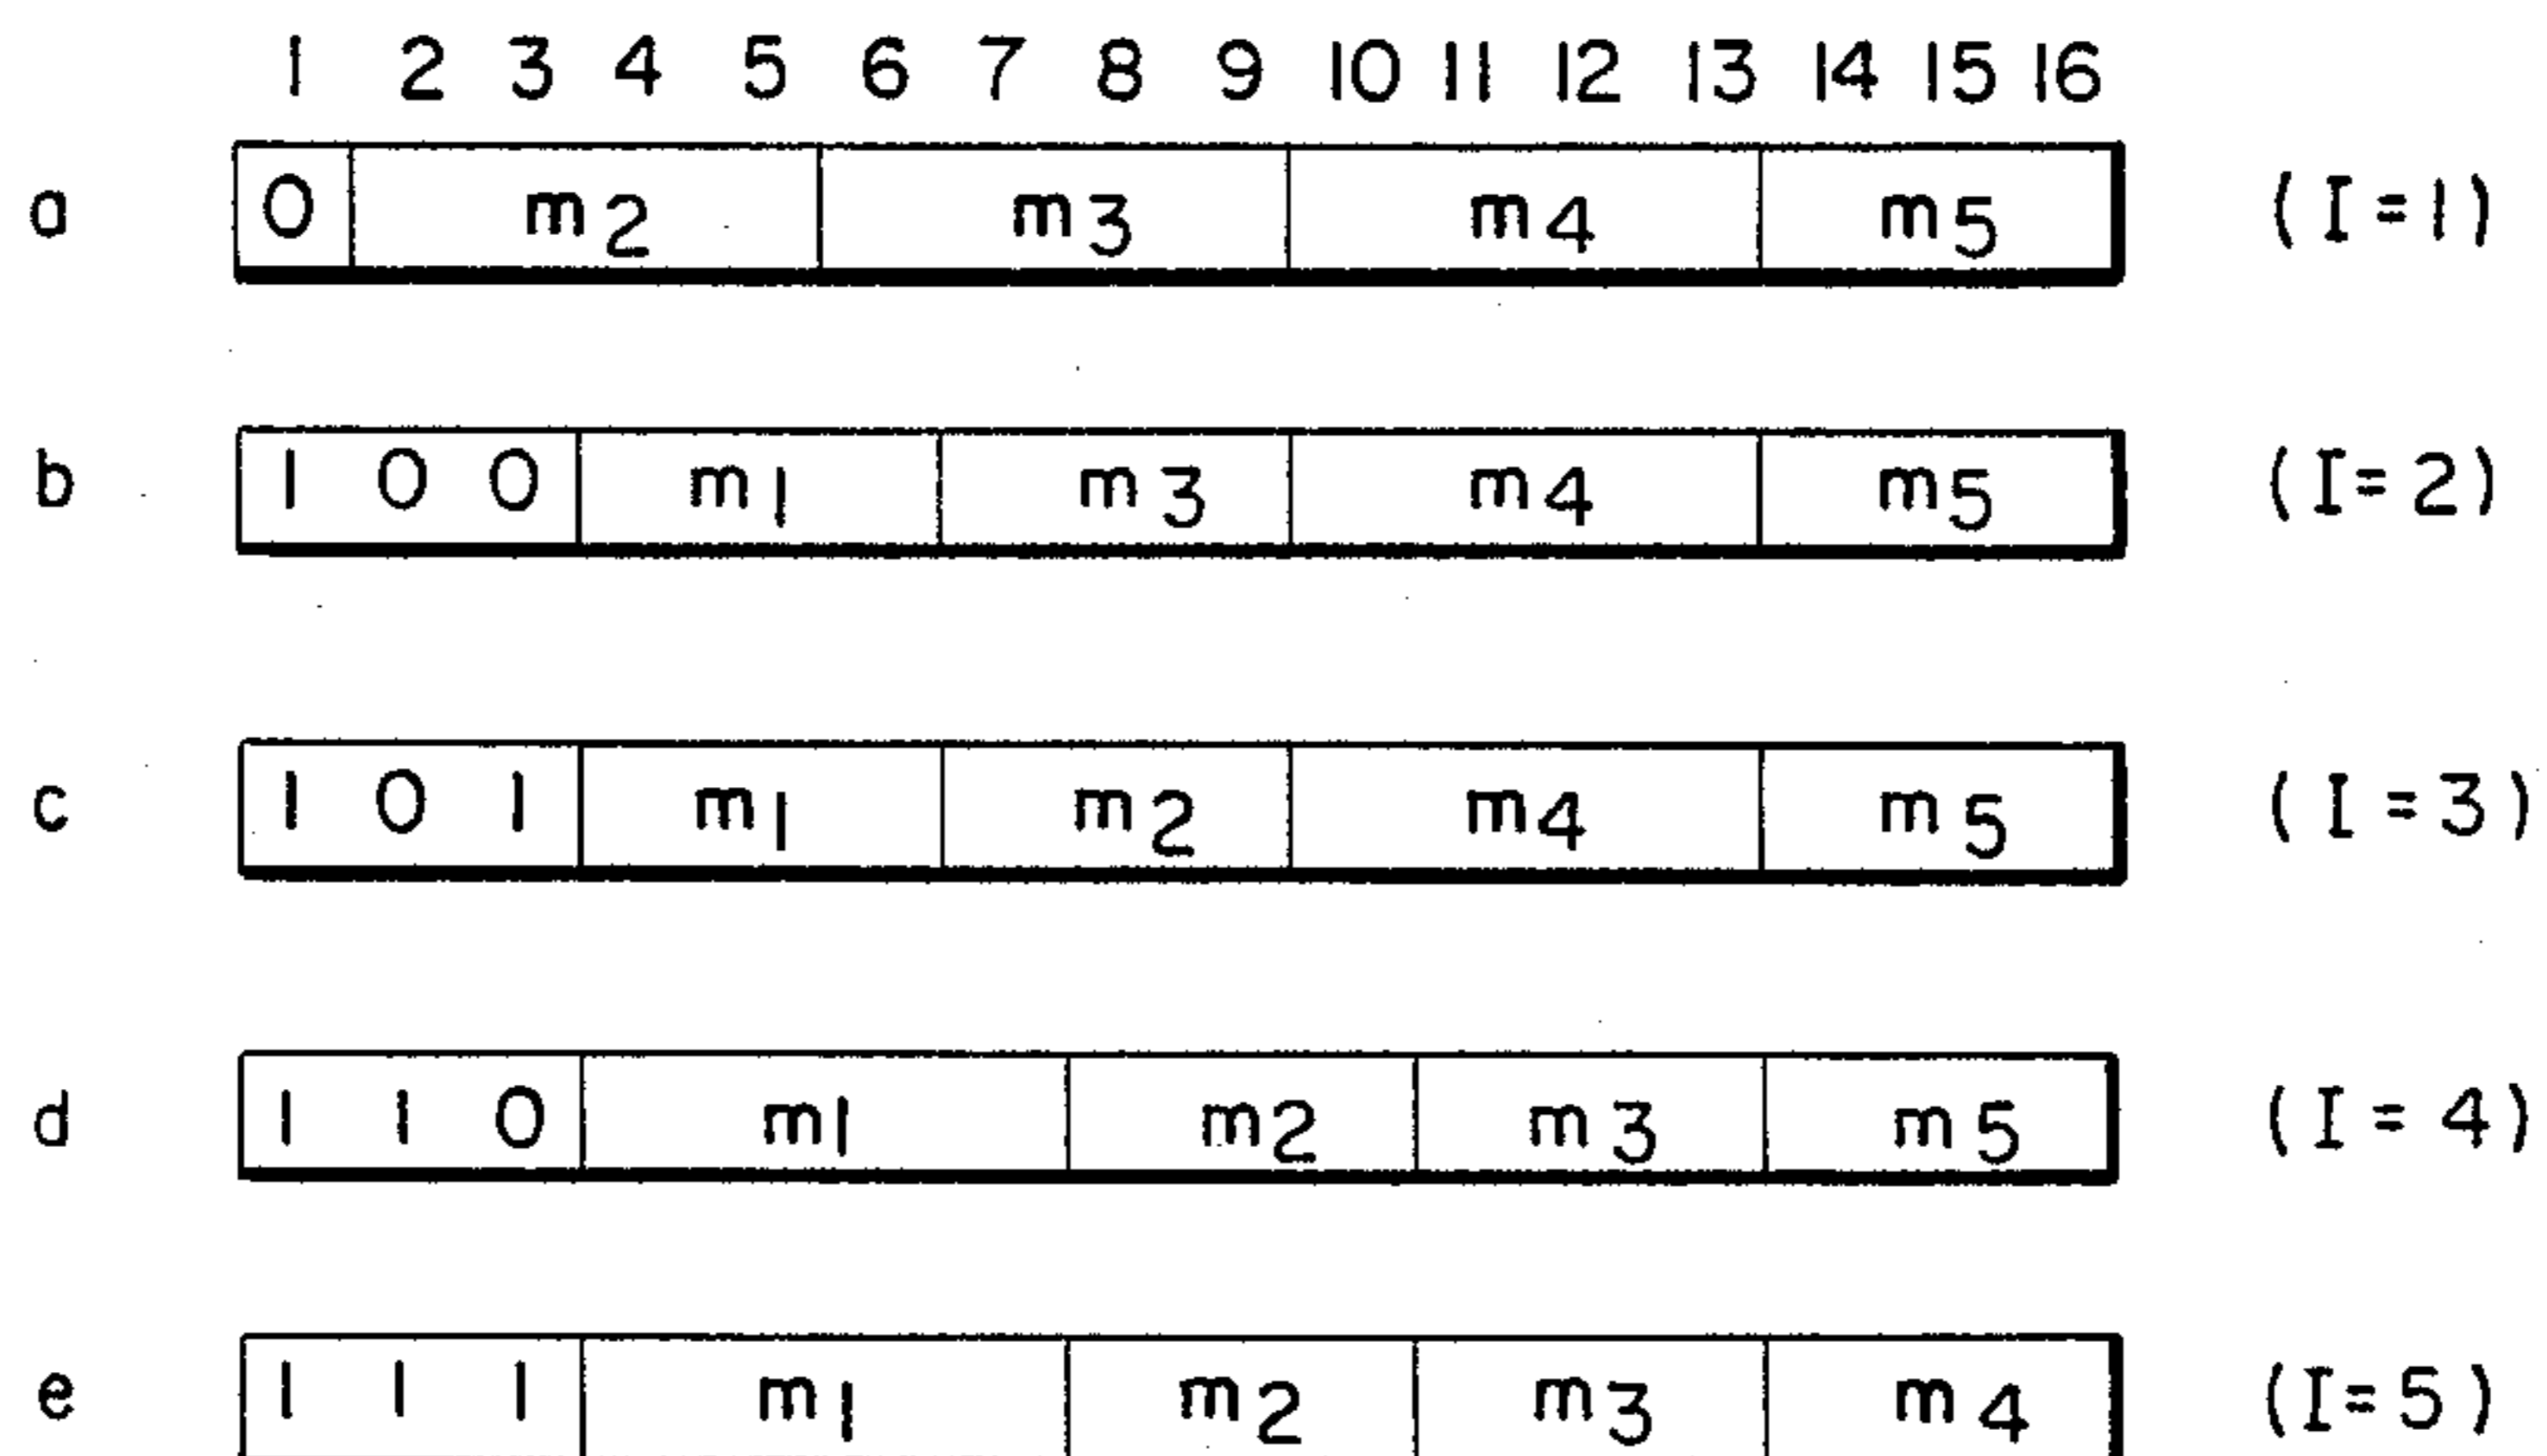 1 2 3 4 5 6 7 8 9 10 11 12 13 14 15 16
a 0 m2 m3 m4 m5 (I=1)
b 1 0 0 m1 m3 m4 m5 (I=2)
c 1 0 1 m1 m2 m4 m5 (I=3)
d 1 1 0 m1 m2 m3 m5 (I=4)
e 1 1 1 m1 m2 m3 m4 (I=5)